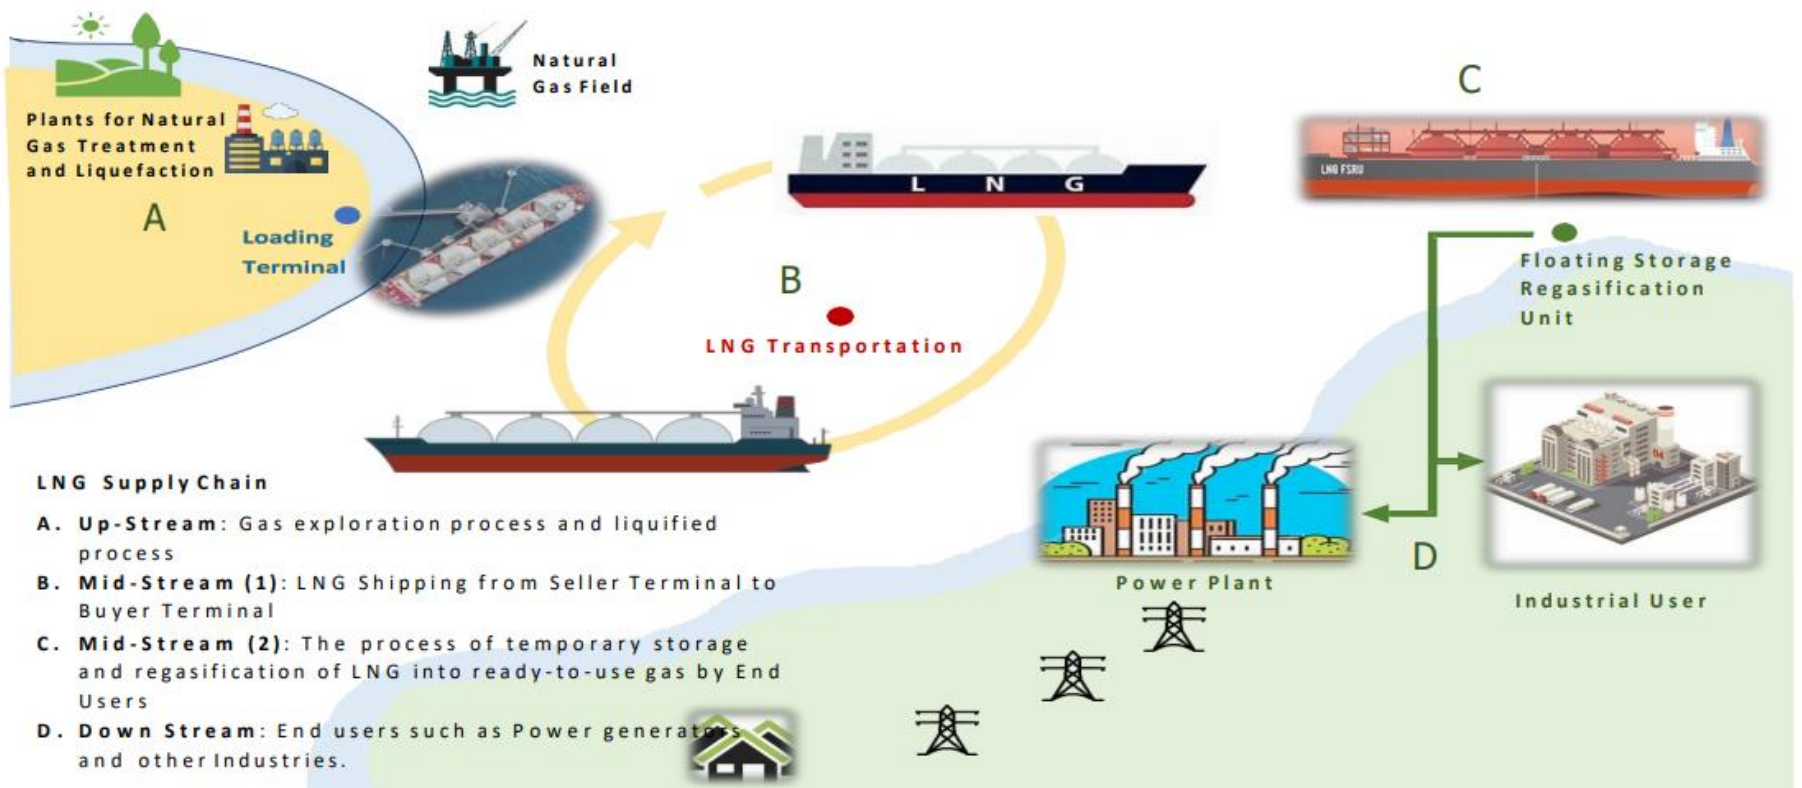 Natural
Gas Field
C
Plants for Natural
Gas Treatment
and Liquefaction
A
Loading
Terminal
L N G
LNG FSRU
B
LNG Transportation
Floating Storage
Regasification
Unit
LNG Supply Chain
A. Up-Stream: Gas exploration process and liquified
process
B. Mid-Stream (1): LNG Shipping from Seller Terminal to
Buyer Terminal
C. Mid-Stream (2): The process of temporary storage
and regasification of LNG into ready-to-use gas by End
Users
D. Down Stream: End users such as Power generators
and other Industries.
D
Power Plant
Industrial User